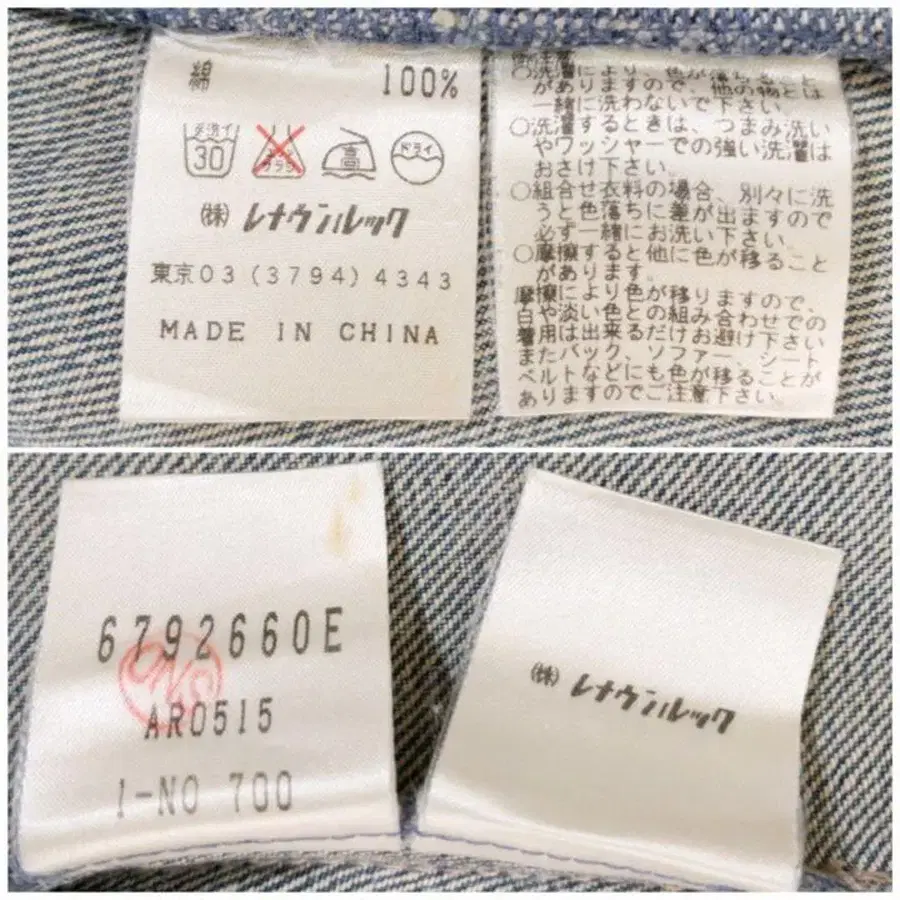 綿 100%
手洗イ
30
エンソ
サラシ
高
ドライ
(株) レナウンルック
東京03 (3794) 4343
MADE IN CHINA
○洗濯により、色が落ちること
がありますので、他の物とは
一緒に洗わないで下さい。
○洗濯するときは、つまみ洗い
やワッシャーでの強い洗濯は
おさけ下さい。
○組合せ衣料の場合、別々に洗
うと色落ちに差が出ますので
必ず一緒にお洗い下さい。
○摩擦すると他に色が移ること
があります。
摩擦により色が移りますので、
白や淡い色との組み合わせでの
着用は出来るだけお避け下さい
またバック、ソファー、シート
ベルトなどにも色が移ることが
ありますのでご注意下さい。
6792660E
ONS
AR0515
1-NO 700
(株) レナウンルック